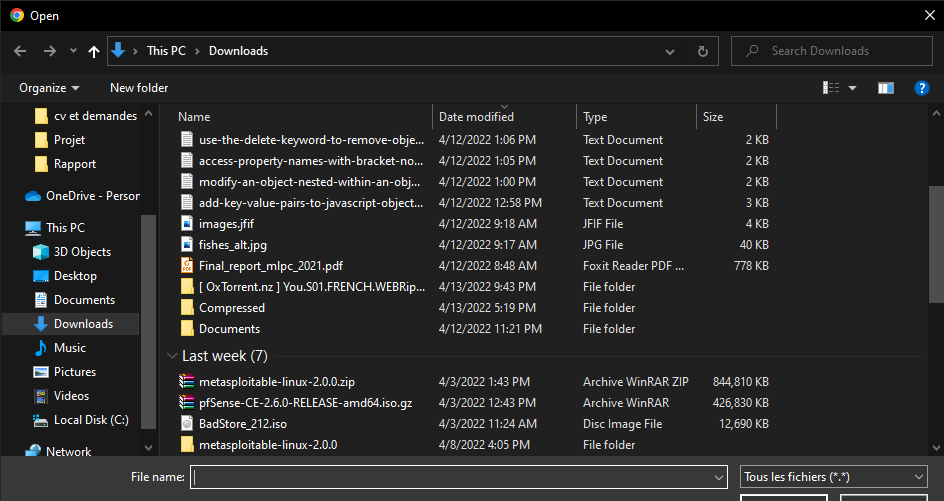 Open
This PC > Downloads
Search Downloads
Organize New folder
cv et demandes
Projet
Rapport
OneDrive - Person
This PC
3D Objects
Desktop
Documents
Downloads
Music
Pictures
Videos
Local Disk (C:)
Network
Name Date modified Type Size
use-the-delete-keyword-to-remove-obje... 4/12/2022 1:06 PM Text Document 2 KB
access-property-names-with-bracket-no... 4/12/2022 1:05 PM Text Document 2 KB
modify-an-object-nested-within-an-obj... 4/12/2022 1:00 PM Text Document 2 KB
add-key-value-pairs-to-javascript-object... 4/12/2022 12:58 PM Text Document 3 KB
images.jfif 4/12/2022 9:18 AM JFIF File 4 KB
fishes_alt.jpg 4/12/2022 9:17 AM JPG File 40 KB
Final_report_mlpc_2021.pdf 4/12/2022 8:48 AM Foxit Reader PDF ... 778 KB
[ OxTorrent.nz ] You.S01.FRENCH.WEBRip... 4/13/2022 9:43 PM File folder
Compressed 4/13/2022 5:19 PM File folder
Documents 4/12/2022 11:21 PM File folder
Last week (7)
metasploitable-linux-2.0.0.zip 4/3/2022 1:43 PM Archive WinRAR ZIP 844,810 KB
pfSense-CE-2.6.0-RELEASE-amd64.iso.gz 4/3/2022 12:43 PM Archive WinRAR 426,830 KB
BadStore_212.iso 4/3/2022 11:24 AM Disc Image File 12,690 KB
metasploitable-linux-2.0.0 4/8/2022 4:05 PM File folder
File name: Tous les fichiers (*.*)